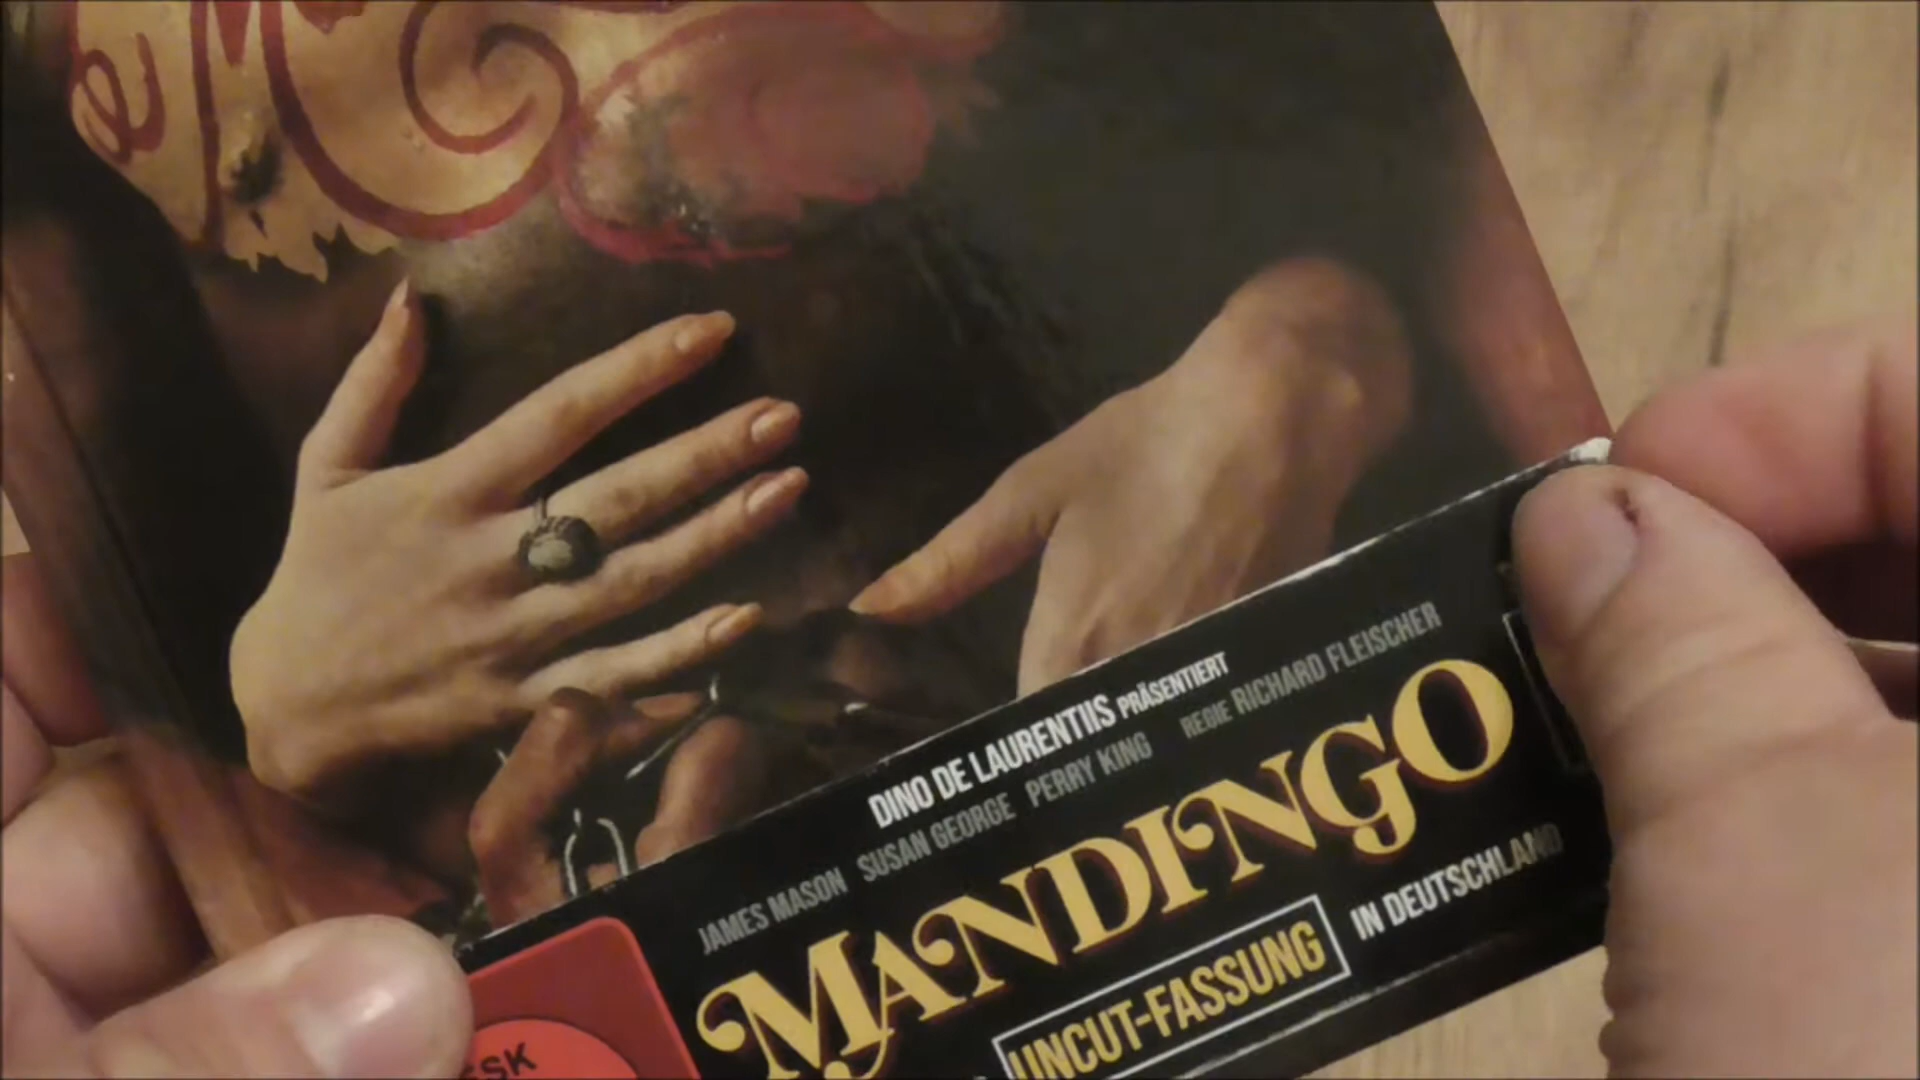 DINO DE LAURENTIIS PRÄSENTIERT
JAMES MASON SUSAN GEORGE PERRY KING REGIE RICHARD FLEISCHER
MANDINGO
UNCUT-FASSUNG IN DEUTSCHLAND